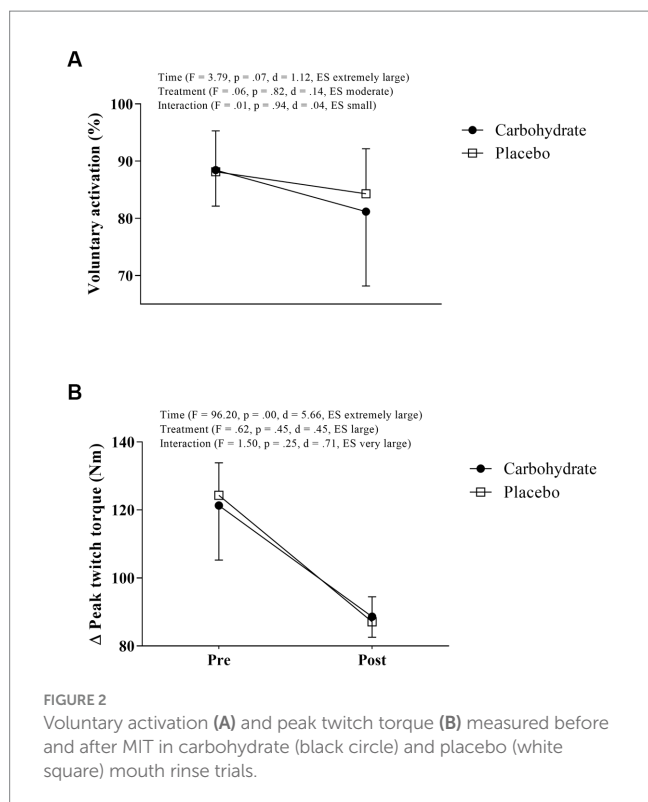 A
Time (F = 3.79, p = .07, d = 1.12, ES extremely large)
Treatment (F = .06, p = .82, d = .14, ES moderate)
Interaction (F = .01, p = .94, d = .04, ES small)
Voluntary activation (%)
100
90
80
70
Carbohydrate
Placebo
B
Time (F = 96.20, p = .00, d = 5.66, ES extremely large)
Treatment (F = .62, p = .45, d = .45, ES large)
Interaction (F = 1.50, p = .25, d = .71, ES very large)
Δ Peak twitch torque (Nm)
140
120
100
80
Carbohydrate
Placebo
Pre Post
FIGURE 2
Voluntary activation (A) and peak twitch torque (B) measured before
and after MIT in carbohydrate (black circle) and placebo (white
square) mouth rinse trials.